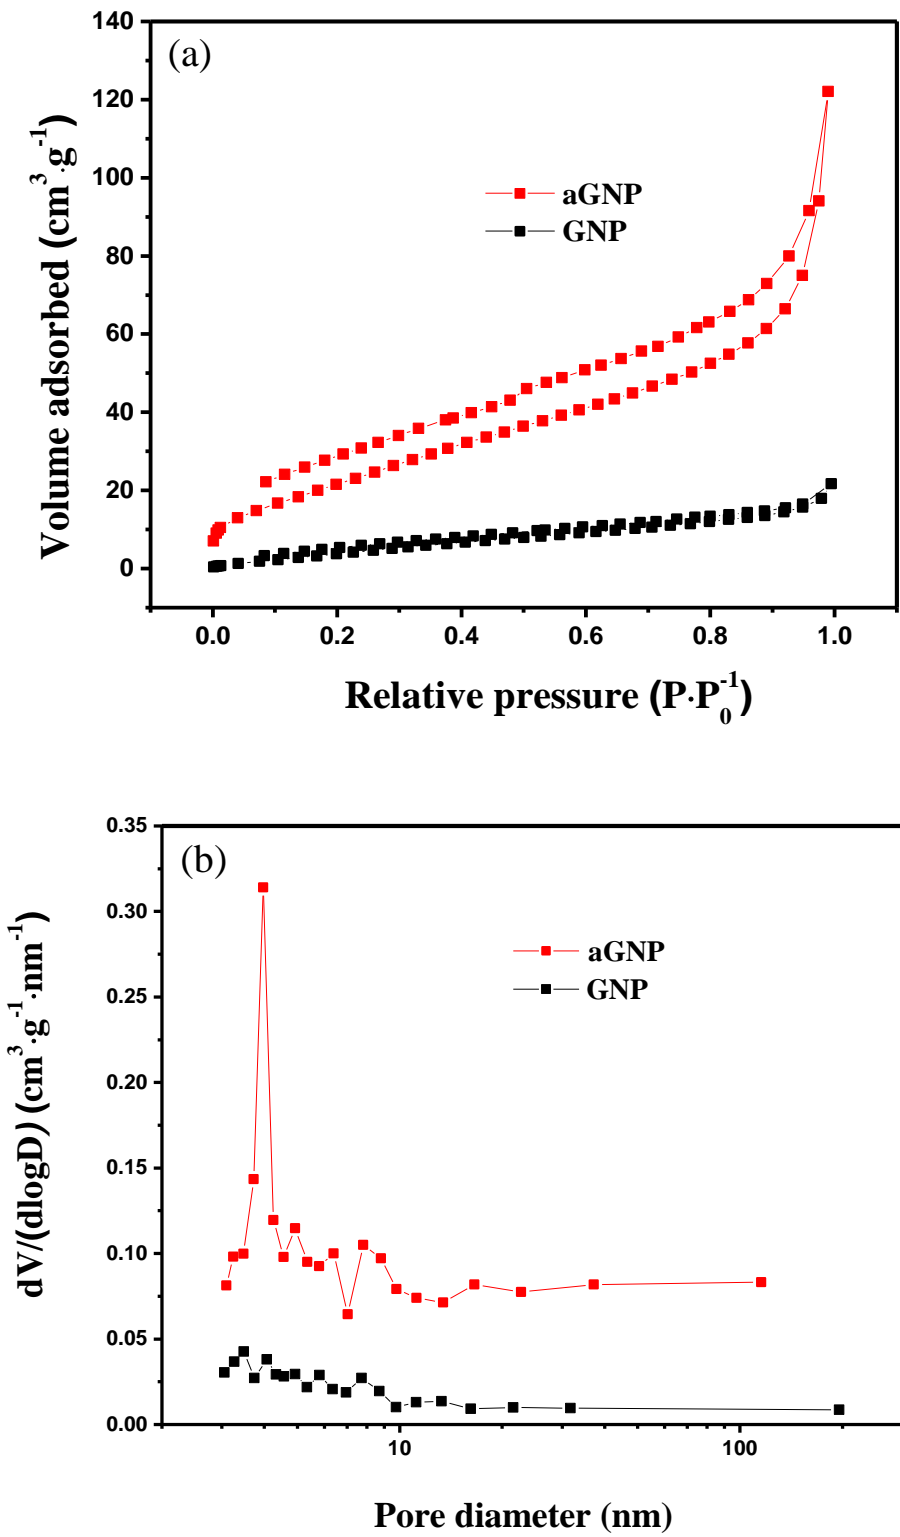 (a)
140
120
100
80
60
40
20
0
Volume adsorbed (cm³·g⁻¹)
aGNP
GNP
0.0 0.2 0.4 0.6 0.8 1.0
Relative pressure (P·P₀⁻¹)
(b)
0.35
0.30
0.25
0.20
0.15
0.10
0.05
0.00
dV/(dlogD) (cm³·g⁻¹·nm⁻¹)
aGNP
GNP
10 100
Pore diameter (nm)